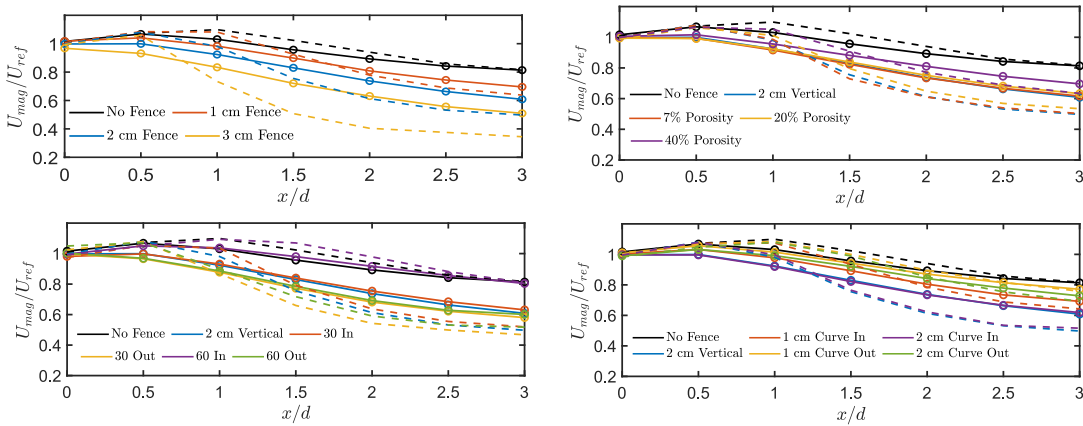 U_mag/U_ref
1
0.8
0.6
0.4
0.2
No Fence 1 cm Fence
2 cm Fence 3 cm Fence
0 0.5 1 1.5 2 2.5 3
x/d
U_mag/U_ref
1
0.8
0.6
0.4
0.2
No Fence 2 cm Vertical
7% Porosity 20% Porosity
40% Porosity
0 0.5 1 1.5 2 2.5 3
x/d
U_mag/U_ref
1
0.8
0.6
0.4
0.2
No Fence 2 cm Vertical 30 In
30 Out 60 In 60 Out
0 0.5 1 1.5 2 2.5 3
x/d
U_mag/U_ref
1
0.8
0.6
0.4
0.2
No Fence 1 cm Curve In 2 cm Curve In
2 cm Vertical 1 cm Curve Out 2 cm Curve Out
0 0.5 1 1.5 2 2.5 3
x/d